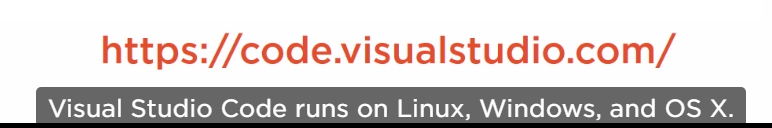 https://code.visualstudio.com/
Visual Studio Code runs on Linux, Windows, and OS X.